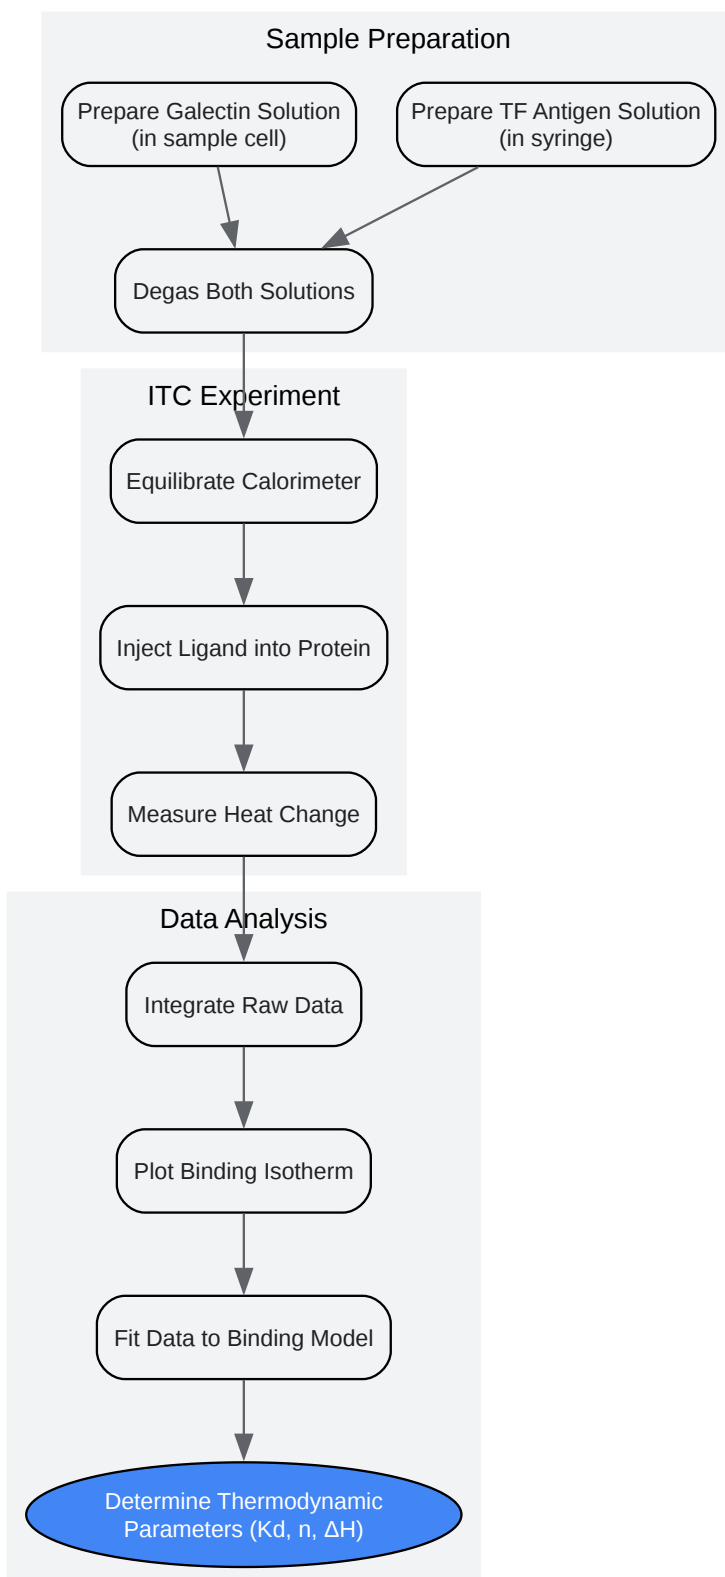 Sample Preparation
Prepare Galectin Solution
(in sample cell)
Prepare TF Antigen Solution
(in syringe)
Degas Both Solutions
ITC Experiment
Equilibrate Calorimeter
Inject Ligand into Protein
Measure Heat Change
Data Analysis
Integrate Raw Data
Plot Binding Isotherm
Fit Data to Binding Model
Determine Thermodynamic
Parameters (Kd, n, ΔH)